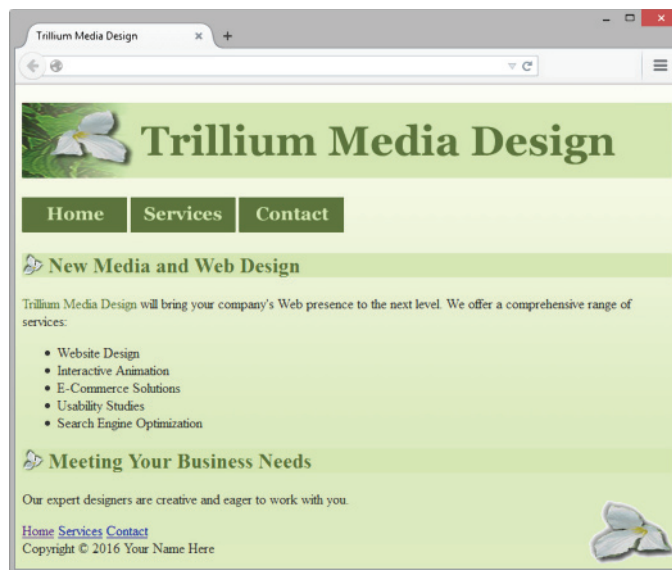 Trillium Media Design
Trillium Media Design
Home Services Contact
New Media and Web Design
Trillium Media Design will bring your company's Web presence to the next level. We offer a comprehensive range of
services:
• Website Design
• Interactive Animation
• E-Commerce Solutions
• Usability Studies
• Search Engine Optimization
Meeting Your Business Needs
Our expert designers are creative and eager to work with you.
Home Services Contact
Copyright © 2016 Your Name Here